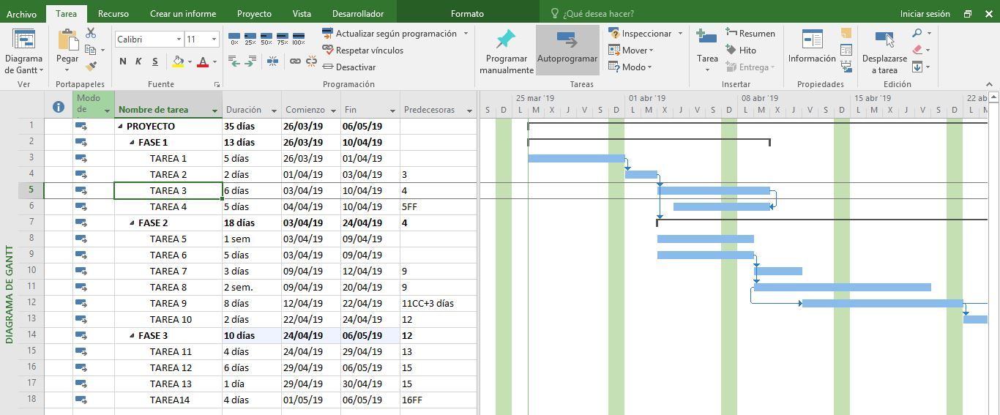 Archivo Tarea Recurso Crear un informe Proyecto Vista Desarrollador Formato ¿Qué desea hacer? Iniciar sesión
Diagrama de Gantt
Ver
Pegar
Portapapeles
Calibri 11
N K S
Fuente
0% 25% 50% 75% 100%
Actualizar según programación
Respetar vínculos
Desactivar
Programación
Programar manualmente
Autoprogramar
Inspeccionar
Mover
Modo
Tareas
Tarea
Resumen
Hito
Entrega
Insertar
Información
Propiedades
Desplazarse a tarea
Edición
Modo de Nombre de tarea Duración Comienzo Fin Predecesoras
25 mar '19 01 abr '19 08 abr '19 15 abr '19 22 ab
S D L M X J V S D L M X J V S D L M X J V S D L M X J V S D L M
1 PROYECTO 35 días 26/03/19 06/05/19
2 FASE 1 13 días 26/03/19 10/04/19
3 TAREA 1 5 días 26/03/19 01/04/19
4 TAREA 2 2 días 01/04/19 03/04/19 3
5 TAREA 3 6 días 03/04/19 10/04/19 4
6 TAREA 4 5 días 04/04/19 10/04/19 5FF
7 FASE 2 18 días 03/04/19 24/04/19 4
8 TAREA 5 1 sem 03/04/19 09/04/19
9 TAREA 6 5 días 03/04/19 09/04/19
10 TAREA 7 3 días 09/04/19 12/04/19 9
11 TAREA 8 2 sem. 09/04/19 20/04/19 9
12 TAREA 9 8 días 12/04/19 22/04/19 11CC+3 días
13 TAREA 10 2 días 22/04/19 24/04/19 12
14 FASE 3 10 días 24/04/19 06/05/19 12
15 TAREA 11 4 días 24/04/19 29/04/19 13
16 TAREA 12 6 días 29/04/19 06/05/19 15
17 TAREA 13 1 día 29/04/19 30/04/19 15
18 TAREA14 4 días 01/05/19 06/05/19 16FF
DIAGRAMA DE GANTT